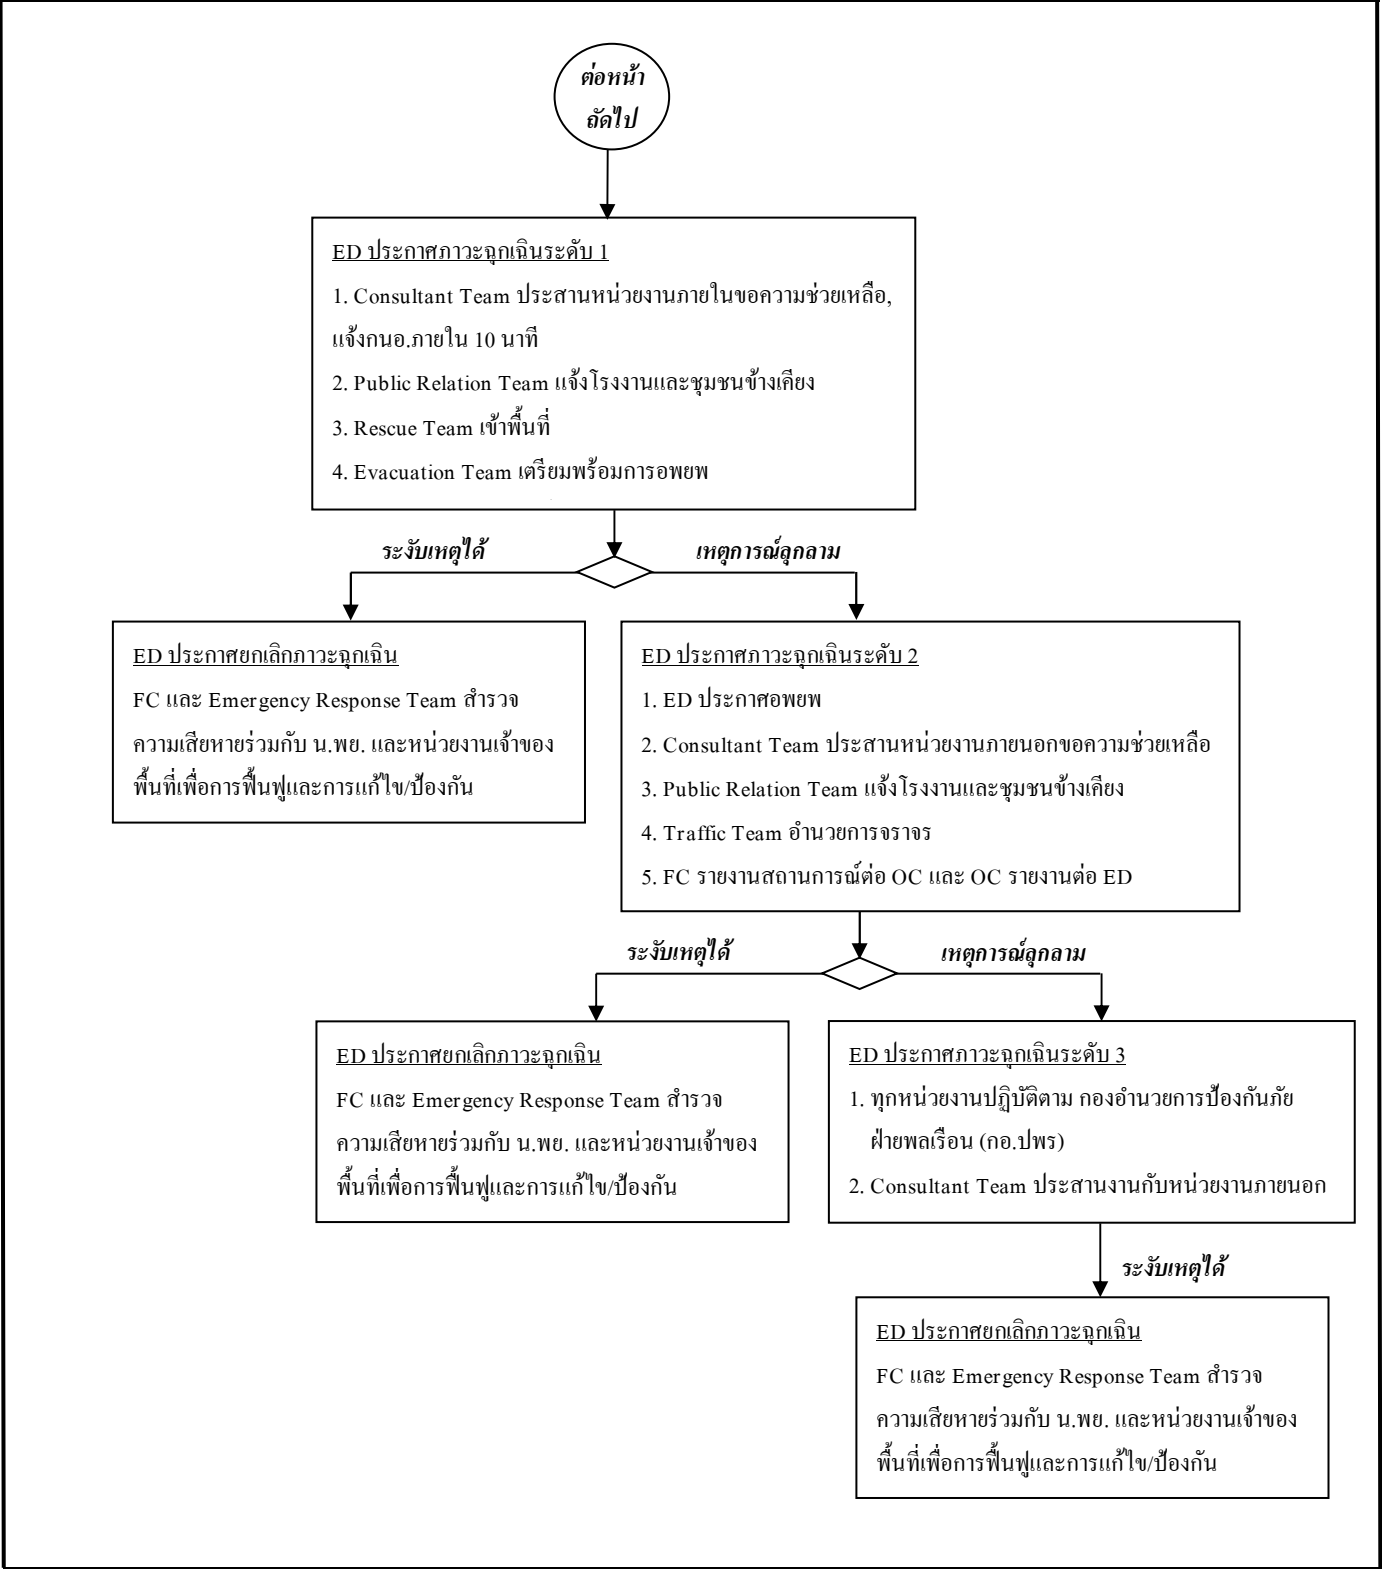 ต่อหน้า
ถัดไป
ED ประกาศภาวะฉุกเฉินระดับ 1
1. Consultant Team ประสานหน่วยงานภายในขอความช่วยเหลือ,
แจ้งกนอ.ภายใน 10 นาที
2. Public Relation Team แจ้งโรงงานและชุมชนข้างเคียง
3. Rescue Team เข้าพื้นที่
4. Evacuation Team เตรียมพร้อมการอพยพ
ระงับเหตุได้
เหตุการณ์ลุกลาม
ED ประกาศยกเลิกภาวะฉุกเฉิน
FC และ Emergency Response Team สำรวจ
ความเสียหายร่วมกับ น.พย. และหน่วยงานเจ้าของ
พื้นที่เพื่อการฟื้นฟูและการแก้ไข/ป้องกัน
ED ประกาศภาวะฉุกเฉินระดับ 2
1. ED ประกาศอพยพ
2. Consultant Team ประสานหน่วยงานภายนอกขอความช่วยเหลือ
3. Public Relation Team แจ้งโรงงานและชุมชนข้างเคียง
4. Traffic Team อำนวยการจราจร
5. FC รายงานสถานการณ์ต่อ OC และ OC รายงานต่อ ED
ระงับเหตุได้
เหตุการณ์ลุกลาม
ED ประกาศยกเลิกภาวะฉุกเฉิน
FC และ Emergency Response Team สำรวจ
ความเสียหายร่วมกับ น.พย. และหน่วยงานเจ้าของ
พื้นที่เพื่อการฟื้นฟูและการแก้ไข/ป้องกัน
ED ประกาศภาวะฉุกเฉินระดับ 3
1. ทุกหน่วยงานปฏิบัติตาม กองอำนวยการป้องกันภัย
ฝ่ายพลเรือน (กอ.ปพร)
2. Consultant Team ประสานงานกับหน่วยงานภายนอก
ระงับเหตุได้
ED ประกาศยกเลิกภาวะฉุกเฉิน
FC และ Emergency Response Team สำรวจ
ความเสียหายร่วมกับ น.พย. และหน่วยงานเจ้าของ
พื้นที่เพื่อการฟื้นฟูและการแก้ไข/ป้องกัน